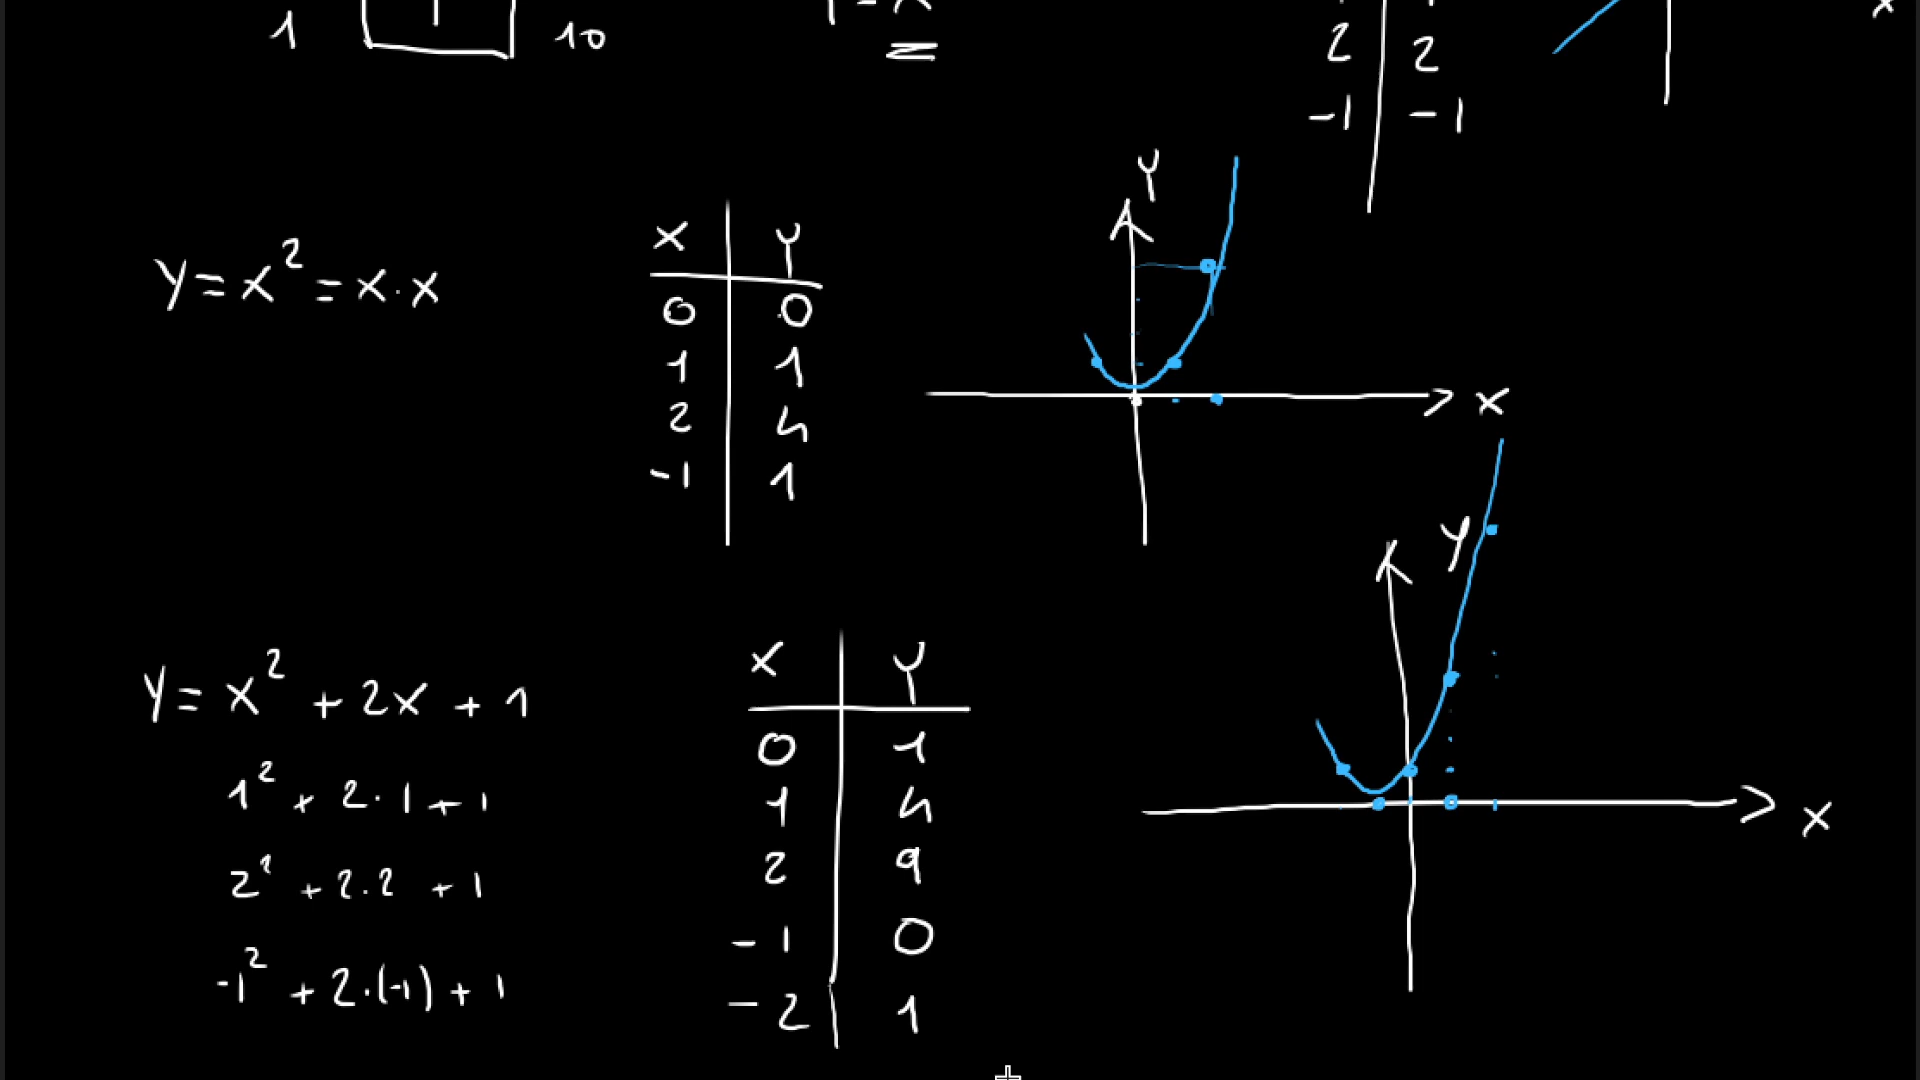 1 1 10
2 2
-1 -1
x
Y
x y
y = x² = x·x
0 0
1 1
2 4
-1 1
x
Y
x y
y = x² + 2x + 1
0 1
1² + 2·1 + 1
1 4
x
2² + 2·2 + 1
2 9
-1 0
-1² + 2·(-1) + 1
-2 1